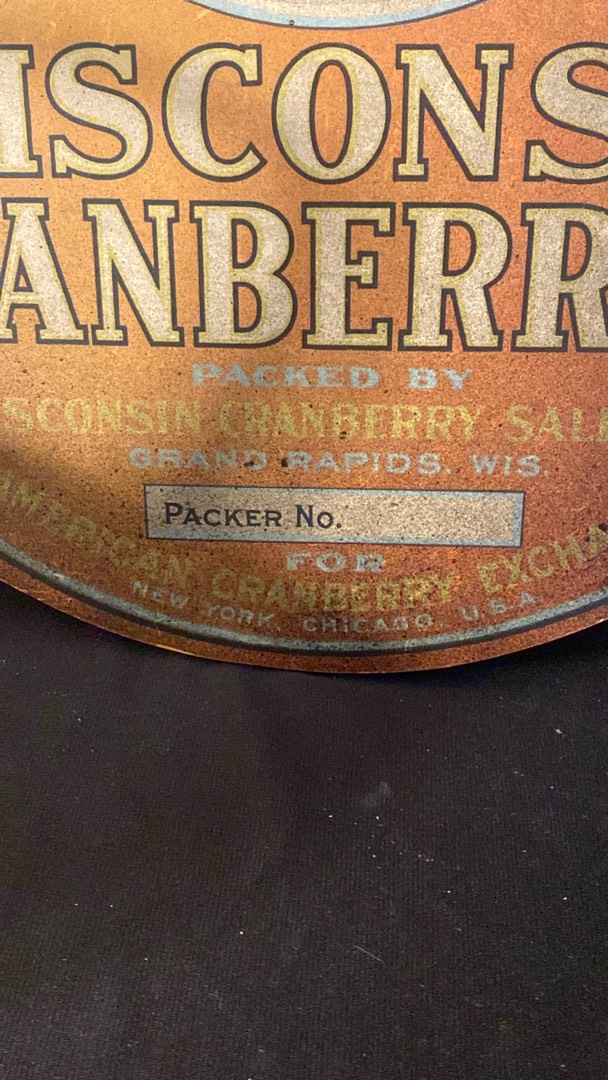 ISCONS
ANBERR
PACKED BY
SCONSIN CRANBERRY SAL
GRAND RAPIDS, WIS.
PACKER NO.
FOR
AMERICAN CRANBERRY EXCHA
NEW YORK, CHICAGO, U.S.A.